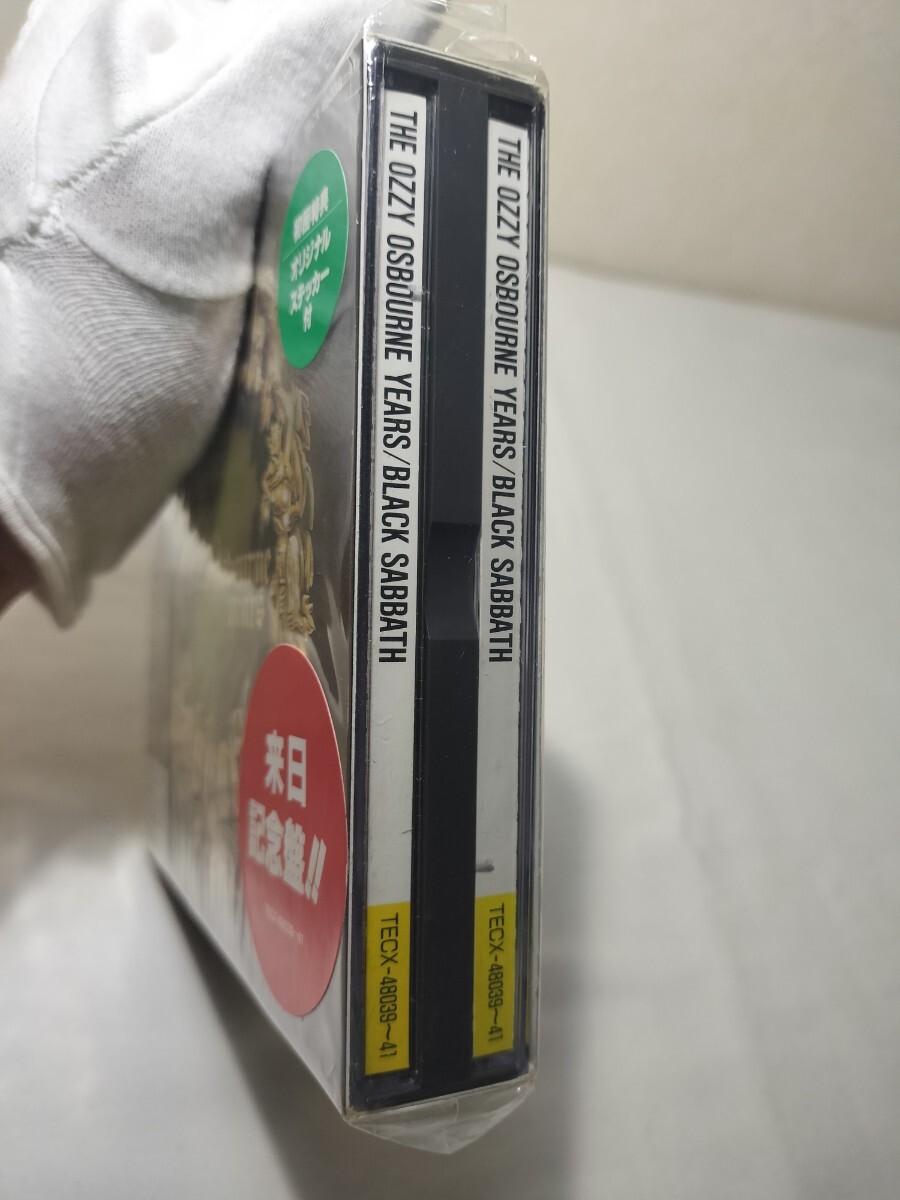 初回特典
オリジナル
ステッカー
付
来日
記念盤!!
THE OZZY OSBOURNE YEARS/BLACK SABBATH
TECX-48039〜41
THE OZZY OSBOURNE YEARS/BLACK SABBATH
TECX-48039〜41